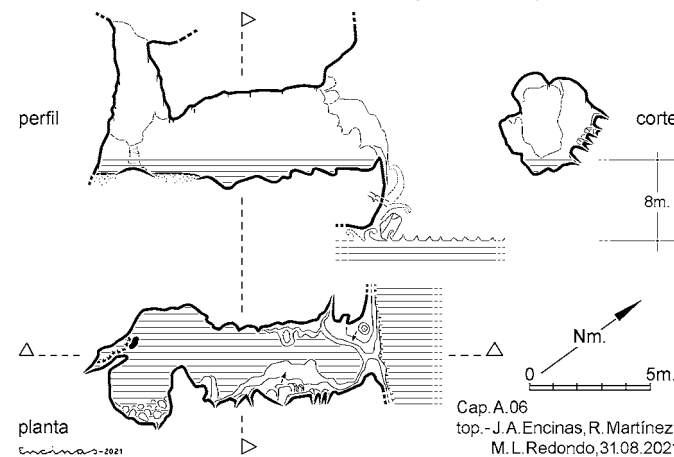 perfil
corte
8m.
Nm.
0 5m.
planta
Encinas-2021
Cap.A.06
top.-J.A.Encinas,R.Martínez
M.L.Redondo,31.08.2021